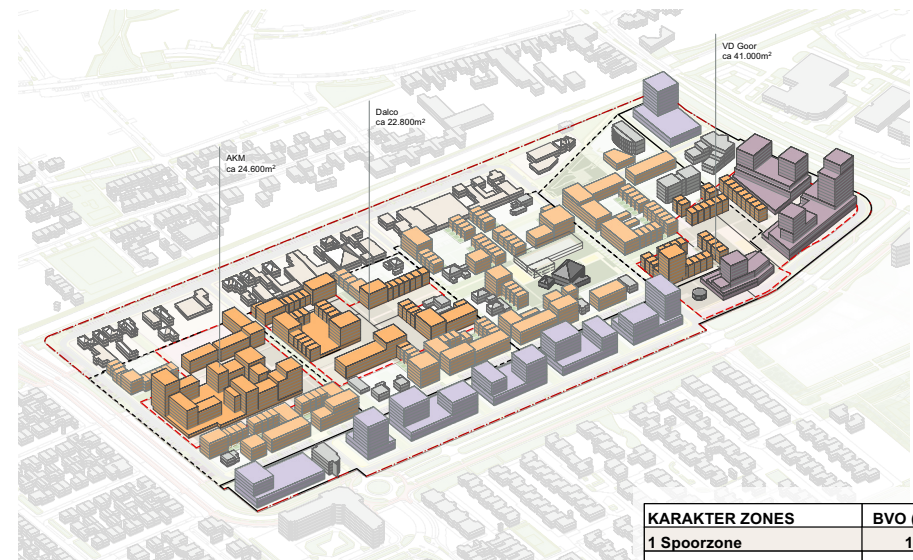 VD Goor
ca 41.000m²
Dalco
ca 22.800m²
AKM
ca 24.600m²
KARAKTER ZONES BVO (
1 Spoorzone 1